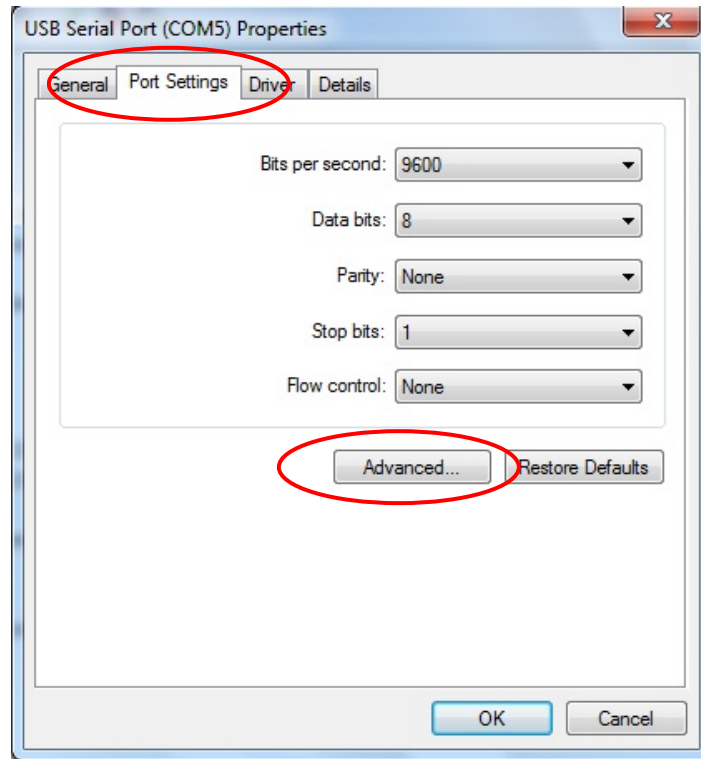 USB Serial Port (COM5) Properties
General Port Settings Driver Details
Bits per second: 9600
Data bits: 8
Parity: None
Stop bits: 1
Flow control: None
Advanced... Restore Defaults
OK Cancel